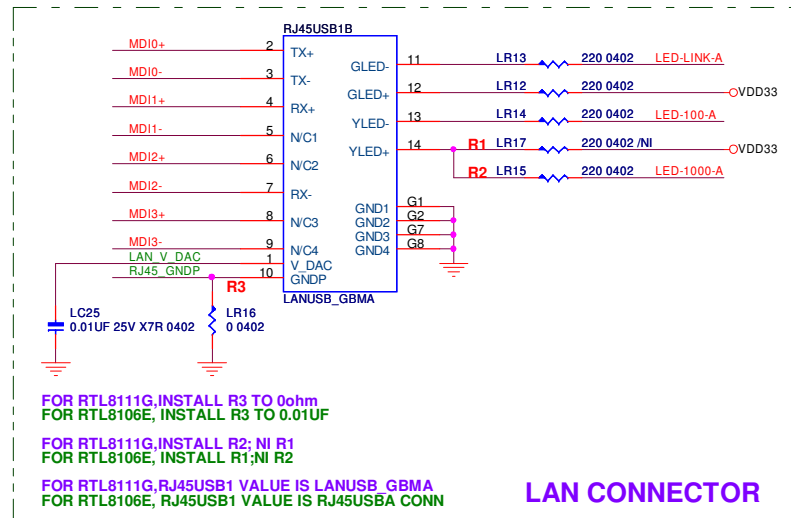 RJ45USB1B
MDI0+ 2 TX+
MDI0- 3 TX-
MDI1+ 4 RX+
MDI1- 5 N/C1
MDI2+ 6 N/C2
MDI2- 7 RX-
MDI3+ 8 N/C3
MDI3- 9 N/C4
LAN_V_DAC 1 V_DAC
RJ45_GNDP 10 GNDP
R3
LANUSB_GBMA
GLED- 11 LR13 220 0402 LED-LINK-A
GLED+ 12 LR12 220 0402 VDD33
YLED- 13 LR14 220 0402 LED-100-A
YLED+ 14 R1 LR17 220 0402 /NI VDD33
R2 LR15 220 0402 LED-1000-A
GND1 G1
GND2 G2
GND3 G7
GND4 G8
LC25
0.01UF 25V X7R 0402
LR16
0 0402
FOR RTL8111G,INSTALL R3 TO 0ohm
FOR RTL8106E, INSTALL R3 TO 0.01UF
FOR RTL8111G,INSTALL R2; NI R1
FOR RTL8106E, INSTALL R1;NI R2
FOR RTL8111G,RJ45USB1 VALUE IS LANUSB_GBMA
FOR RTL8106E, RJ45USB1 VALUE IS RJ45USBA CONN
LAN CONNECTOR